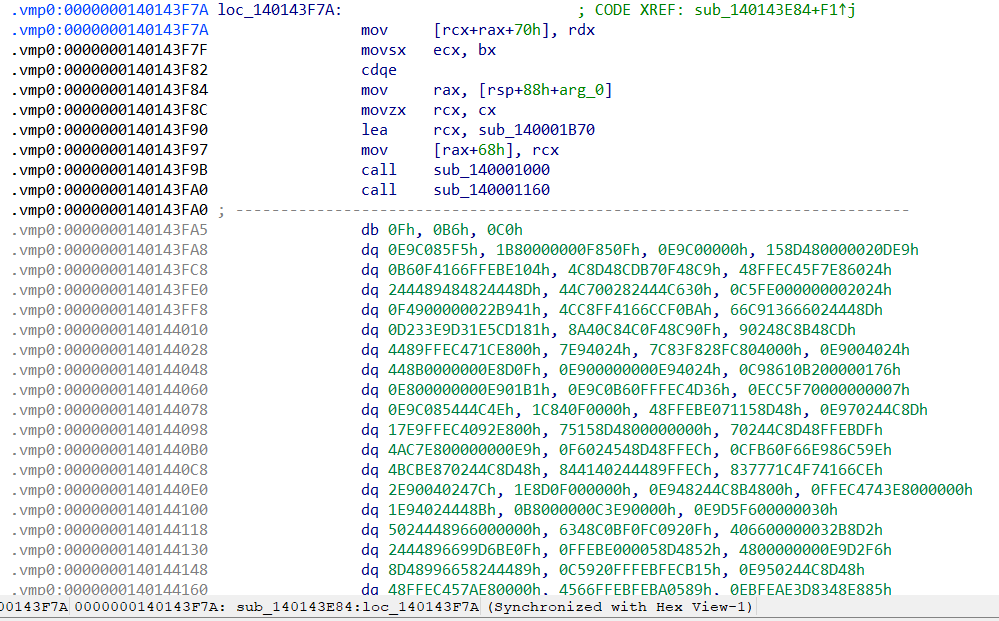 .vmp0:0000000140143F7A loc_140143F7A: ; CODE XREF: sub_140143E84+F1↑j
.vmp0:0000000140143F7A mov [rcx+rax+70h], rdx
.vmp0:0000000140143F7F movsx ecx, bx
.vmp0:0000000140143F82 cdqe
.vmp0:0000000140143F84 mov rax, [rsp+88h+arg_0]
.vmp0:0000000140143F8C movzx rcx, cx
.vmp0:0000000140143F90 lea rcx, sub_140001B70
.vmp0:0000000140143F97 mov [rax+68h], rcx
.vmp0:0000000140143F9B call sub_140001000
.vmp0:0000000140143FA0 call sub_140001160
.vmp0:0000000140143FA0 ; ---------------------------------------------------------------------------
.vmp0:0000000140143FA5 db 0Fh, 0B6h, 0C0h
.vmp0:0000000140143FA8 dq 0E9C085F5h, 1B80000000F850Fh, 0E9C00000h, 158D480000020DE9h
.vmp0:0000000140143FC8 dq 0B60F4166FFEBE104h, 4C8D48CDB70F48C9h, 48FFEC45F7E86024h
.vmp0:0000000140143FE0 dq 244489484824448Dh, 44C700282444C630h, 0C5FE000000002024h
.vmp0:0000000140143FF8 dq 0F4900000022B941h, 4CC8FF4166CCF0BAh, 66C913666024448Dh
.vmp0:0000000140144010 dq 0D233E9D31E5CD181h, 8A40C84C0F48C90Fh, 90248C8B48CDh
.vmp0:0000000140144028 dq 4489FFEC471CE800h, 7E94024h, 7C83F828FC804000h, 0E9004024h
.vmp0:0000000140144048 dq 448B0000000E8D0Fh, 0E900000000E94024h, 0C98610B200000176h
.vmp0:0000000140144060 dq 0E800000000E901B1h, 0E9C0B60FFFEC4D36h, 0ECC5F70000000007h
.vmp0:0000000140144078 dq 0E9C085444C4Eh, 1C840F0000h, 48FFEBE071158D48h, 0E970244C8Dh
.vmp0:0000000140144098 dq 17E9FFEC4092E800h, 75158D4800000000h, 70244C8D48FFEBDFh
.vmp0:00000001401440B0 dq 4AC7E800000000E9h, 0F6024548D48FFECh, 0CFB60F66E986C59Eh
.vmp0:00000001401440C8 dq 4BCBE870244C8D48h, 844140244489FFECh, 837771C4F74166CEh
.vmp0:00000001401440E0 dq 2E90040247Ch, 1E8D0F000000h, 0E948244C8B4800h, 0FFEC4743E8000000h
.vmp0:0000000140144100 dq 1E94024448Bh, 0B8000000C3E90000h, 0E9D5F600000030h
.vmp0:0000000140144118 dq 5024448966000000h, 6348C0BF0FC0920Fh, 406600000032B8D2h
.vmp0:0000000140144130 dq 2444896699D6BE0Fh, 0FFEBE000058D4852h, 4800000000E9D2F6h
.vmp0:0000000140144148 dq 8D48996658244489h, 0C5920FFFEBFECB15h, 0E950244C8D48h
.vmp0:0000000140144160 dq 48FFEC457AE80000h, 4566FFEBFEBA0589h, 0EBFEAE3D8348E885h
00143F7A 0000000140143F7A: sub_140143E84:loc_140143F7A (Synchronized with Hex View-1)